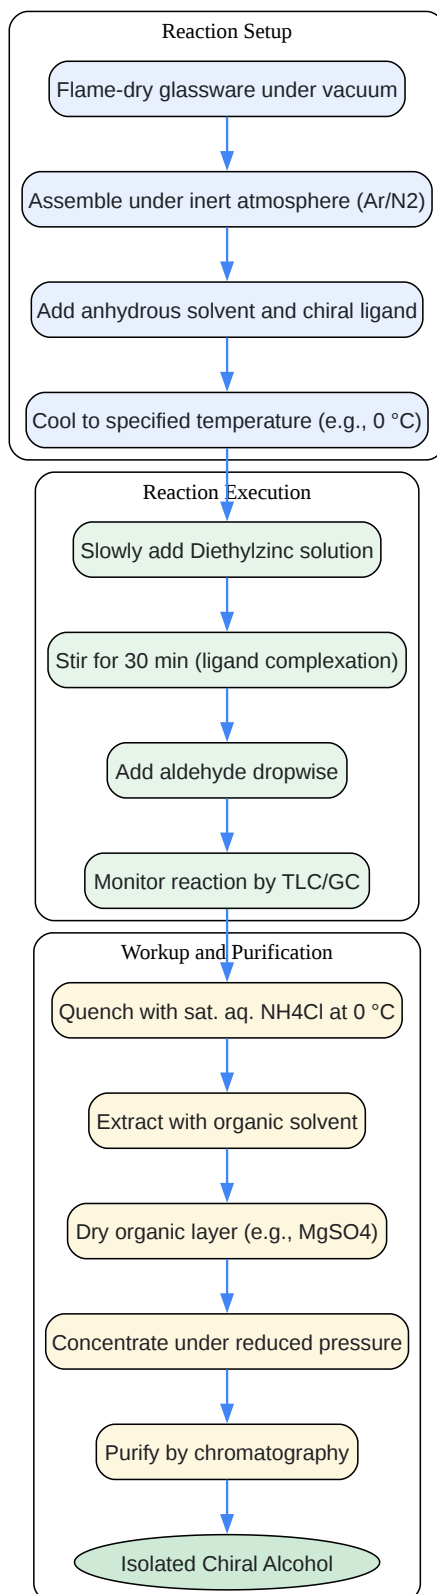 Reaction Setup
Flame-dry glassware under vacuum
Assemble under inert atmosphere (Ar/N2)
Add anhydrous solvent and chiral ligand
Cool to specified temperature (e.g., 0 °C)
Reaction Execution
Slowly add Diethylzinc solution
Stir for 30 min (ligand complexation)
Add aldehyde dropwise
Monitor reaction by TLC/GC
Workup and Purification
Quench with sat. aq. NH4Cl at 0 °C
Extract with organic solvent
Dry organic layer (e.g., MgSO4)
Concentrate under reduced pressure
Purify by chromatography
Isolated Chiral Alcohol